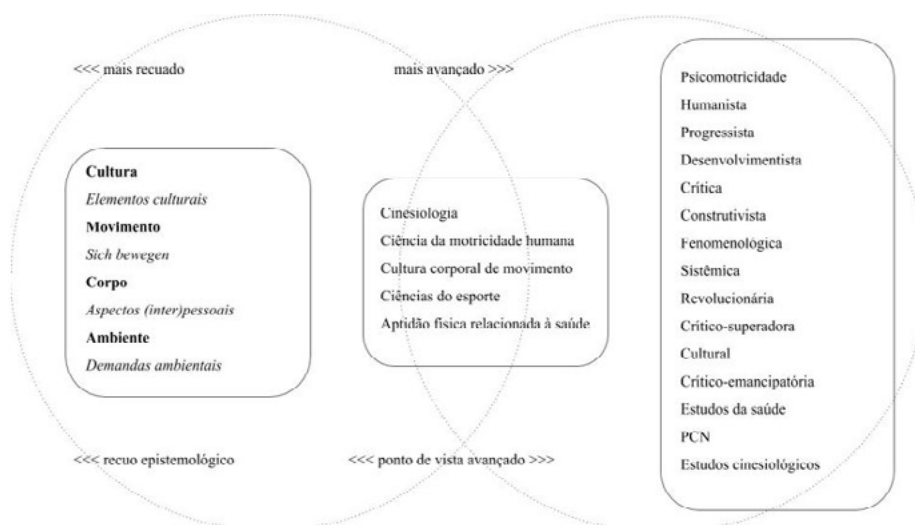 <<< mais recuado
mais avançado >>>
Cultura
Elementos culturais
Movimento
Sich bewegen
Corpo
Aspectos (inter)pessoais
Ambiente
Demandas ambientais
Cinesiologia
Ciência da motricidade humana
Cultura corporal de movimento
Ciências do esporte
Aptidão física relacionada à saúde
Psicomotricidade
Humanista
Progressista
Desenvolvimentista
Crítica
Construtivista
Fenomenológica
Sistêmica
Revolucionária
Crítico-superadora
Cultural
Crítico-emancipatória
Estudos da saúde
PCN
Estudos cinesiológicos
<<< recuo epistemológico
<<< ponto de vista avançado >>>